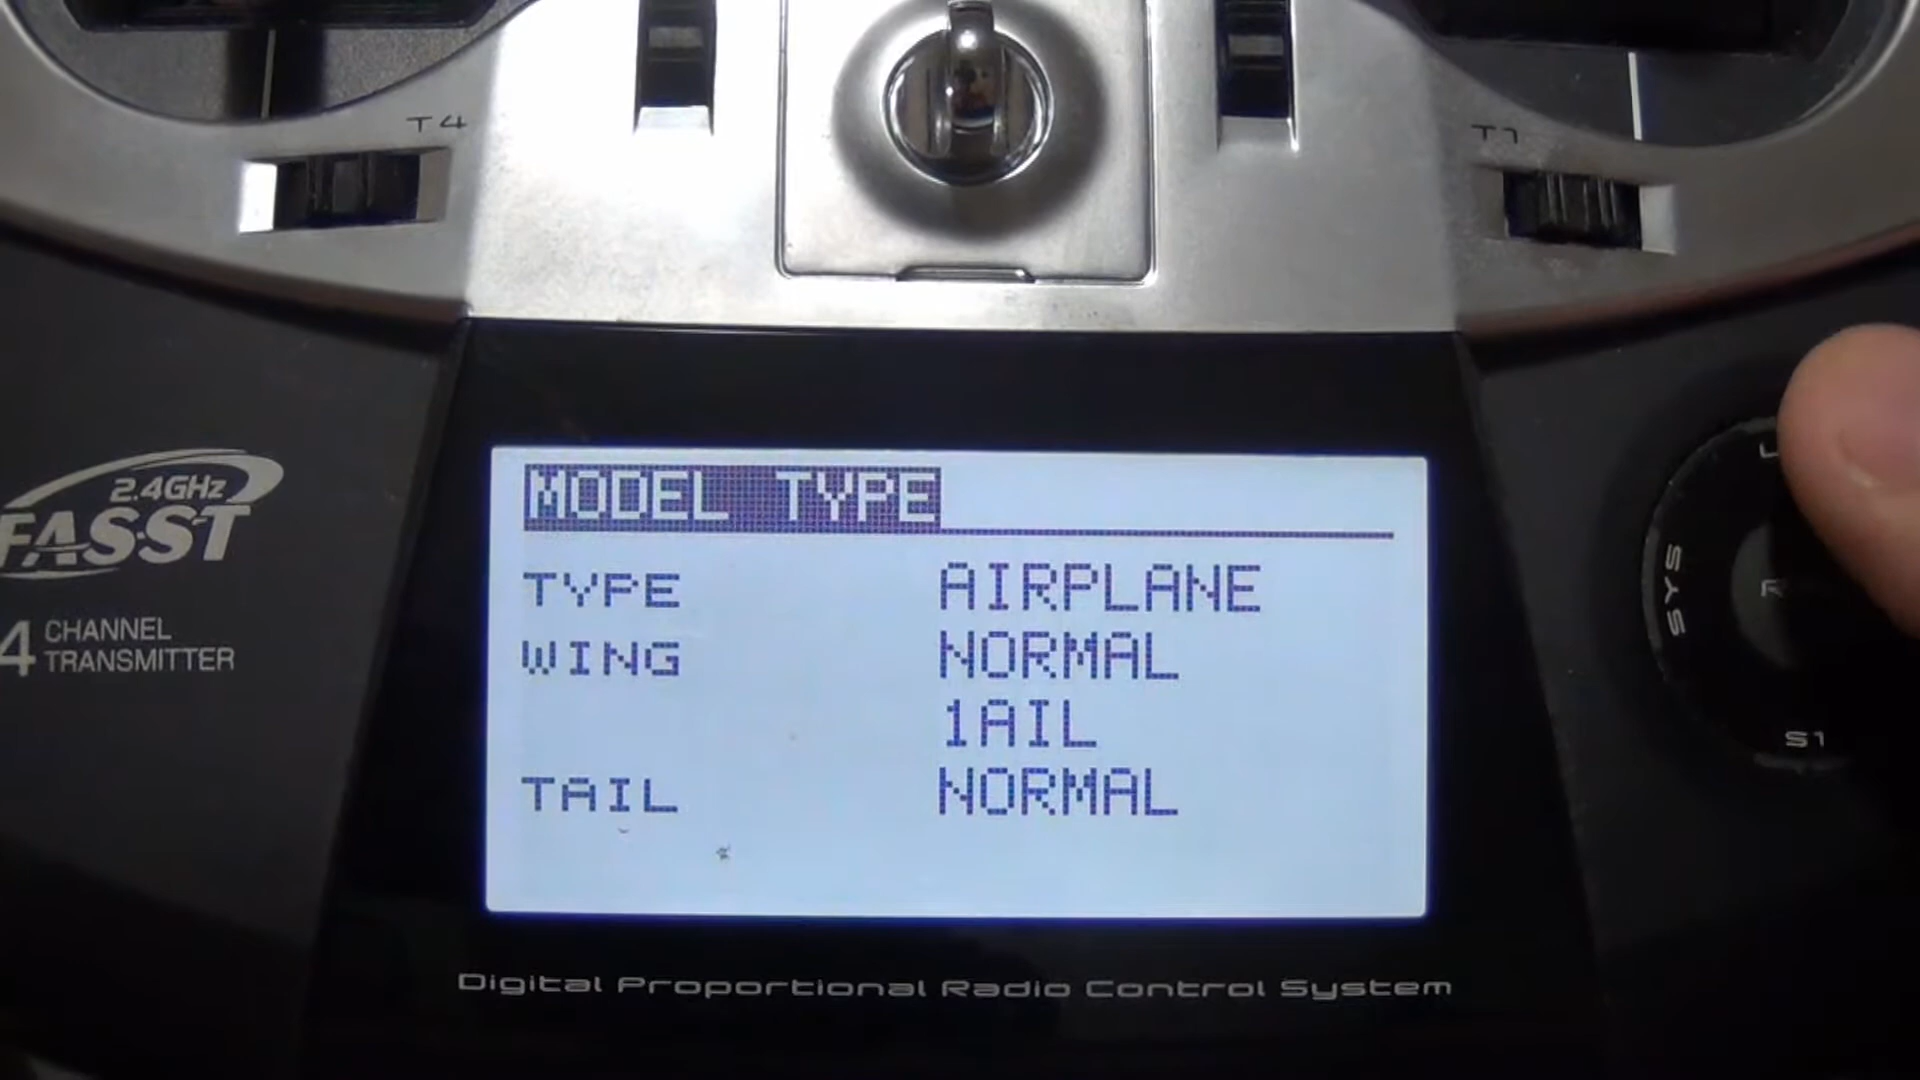 T4
T1
MODEL TYPE
TYPE AIRPLANE
WING NORMAL
1AIL
TAIL NORMAL
2.4GHz
FASST
4 CHANNEL
TRANSMITTER
SYS
S1
Digital Proportional Radio Control System